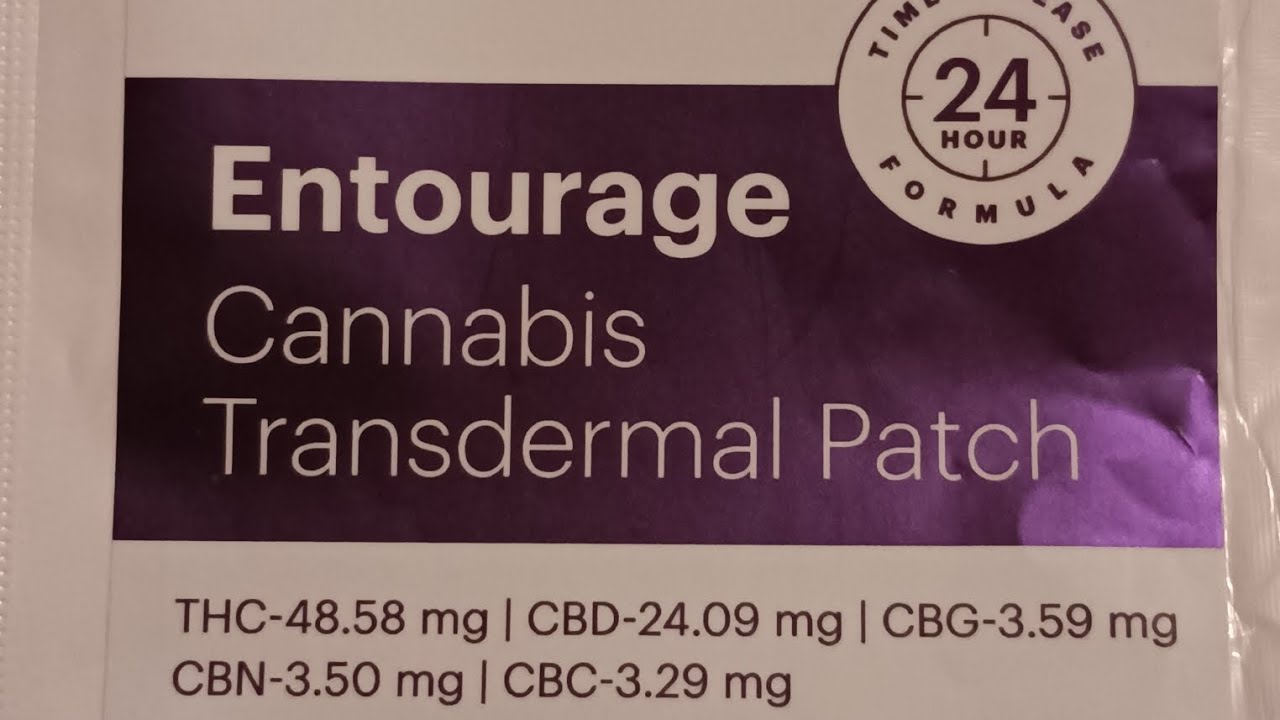 24
HOUR
FORMULA
Entourage
Cannabis
Transdermal Patch
THC-48.58 mg | CBD-24.09 mg | CBG-3.59 mg
CBN-3.50 mg | CBC-3.29 mg